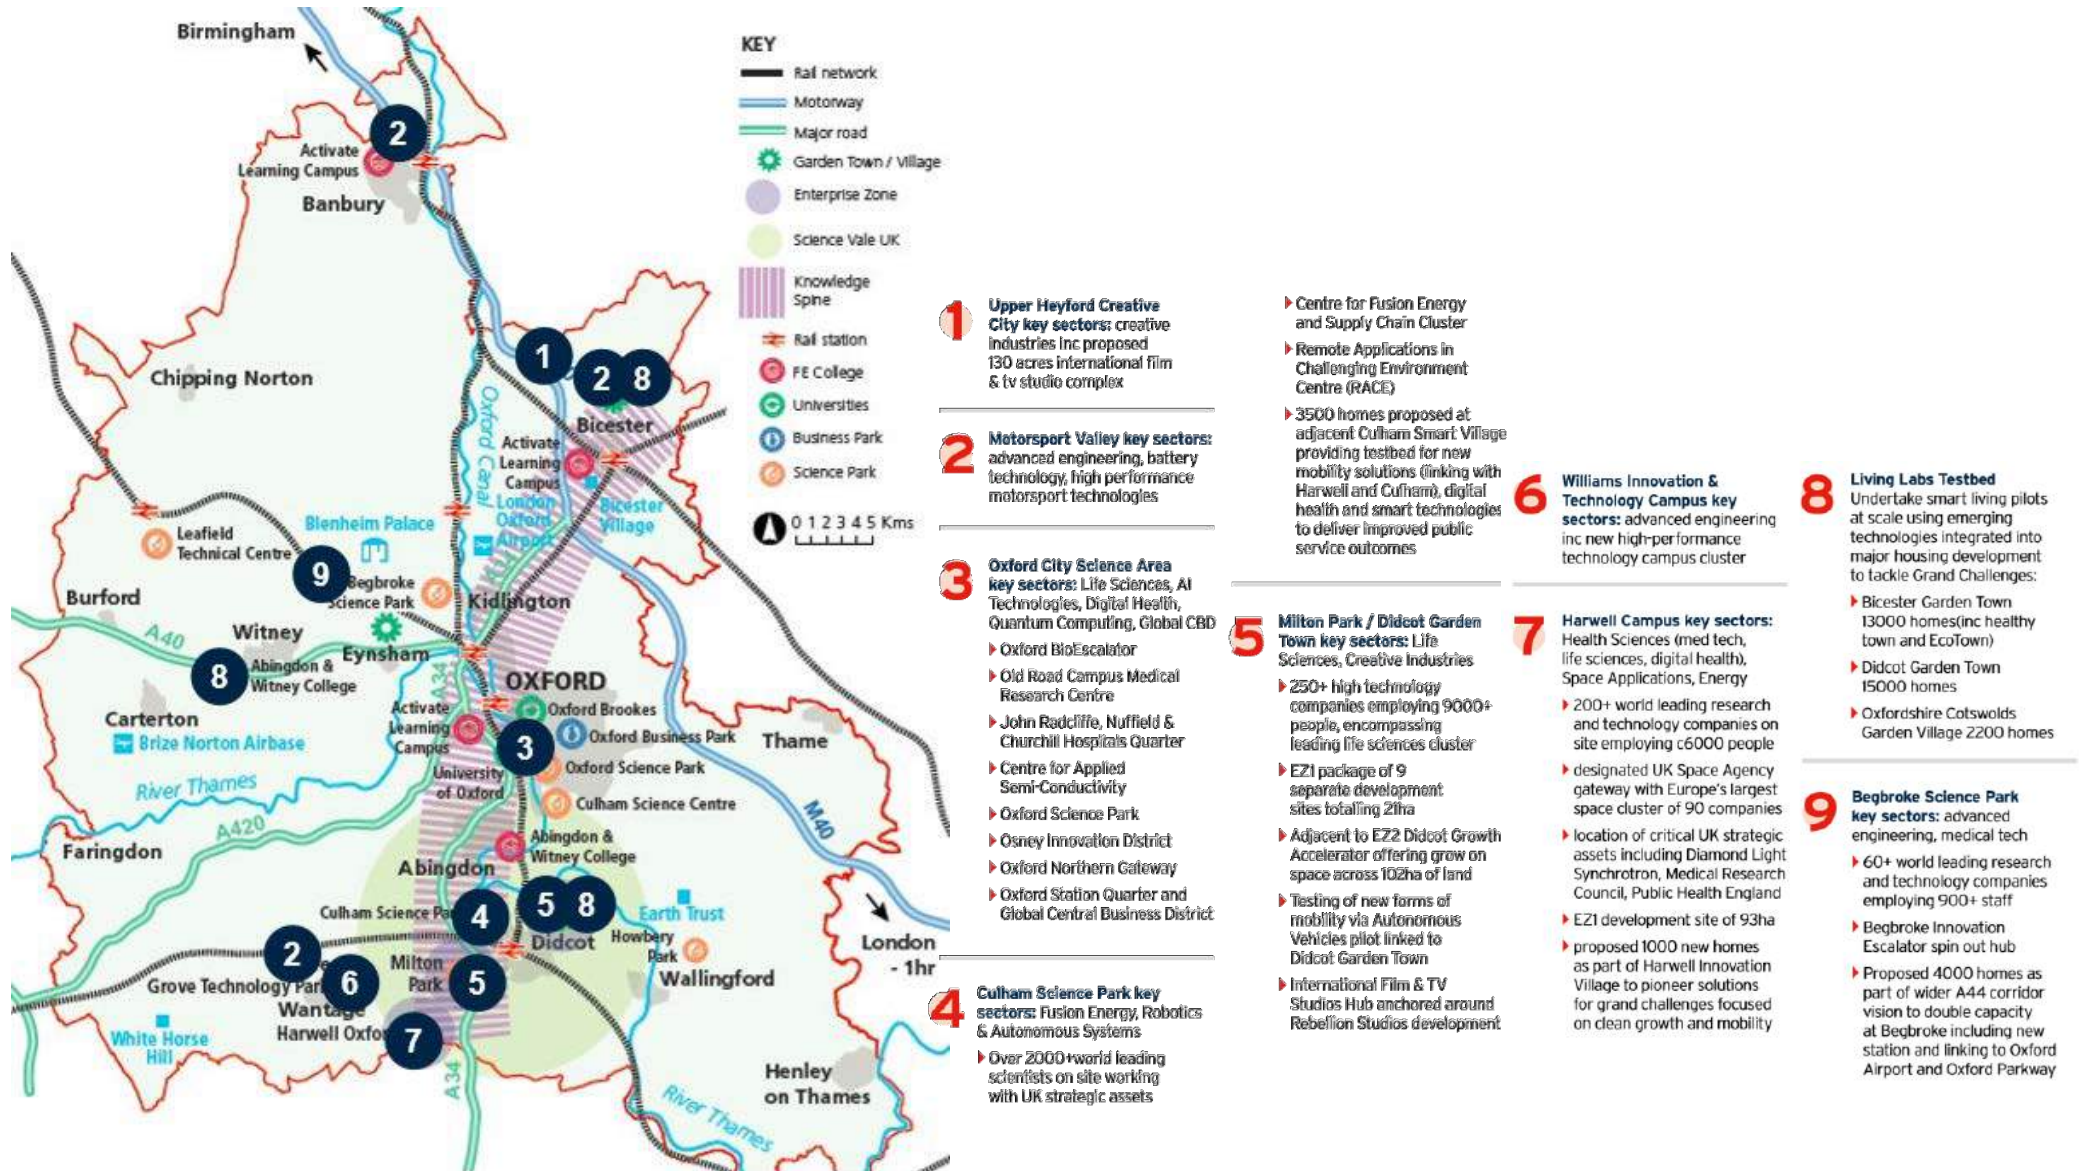 Birmingham
2
Activate
Learning Campus
Banbury
Chipping Norton
Oxford Canal
1
2
8
Bicester
Activate
Learning
Campus
London
Oxford
Airport
Bicester
Village
Blenheim Palace
Leafield
Technical Centre
9
Begbroke
Science Park
Kidlington
Burford
A40
Witney
Eynsham
8
Abingdon &
Witney College
A34
OXFORD
Oxford Brookes
Activate
Learning
Campus
3
Oxford Business Park
Carterton
Brize Norton Airbase
Thame
University
of Oxford
Oxford Science Park
River Thames
Culham Science Centre
A420
M40
Faringdon
Abingdon &
Witney College
Abingdon
Culham Science Pa
4
5
8
Earth Trust
Didcot
Howbery
Park
London
- 1hr
2
Milton
Park
5
Wallingford
Grove Technology Par
6
Wantage
Harwell Oxfo
7
White Horse
Hill
A34
Henley
on Thames
River Thames
KEY
Rail network
Motorway
Major road
Garden Town / Village
Enterprise Zone
Science Vale UK
Knowledge
Spine
Rail station
FE College
Universities
Business Park
Science Park
0 1 2 3 4 5 Kms
1
Upper Heyford Creative
City key sectors: creative
industries inc proposed
130 acres international film
& tv studio complex
2
Motorsport Valley key sectors:
advanced engineering, battery
technology, high performance
motorsport technologies
3
Oxford City Science Area
key sectors: Life Sciences, AI
Technologies, Digital Health,
Quantum Computing, Global CBD
Oxford BioEscalator
Old Road Campus Medical
Research Centre
John Radcliffe, Nuffield &
Churchill Hospitals Quarter
Centre for Applied
Semi-Conductivity
Oxford Science Park
Osney Innovation District
Oxford Northern Gateway
Oxford Station Quarter and
Global Central Business District
4
Culham Science Park key
sectors: Fusion Energy, Robotics
& Autonomous Systems
Over 2000+world leading
scientists on site working
with UK strategic assets
Centre for Fusion Energy
and Supply Chain Cluster
Remote Applications in
Challenging Environment
Centre (RACE)
3500 homes proposed at
adjacent Culham Smart Village
providing testbed for new
mobility solutions (linking with
Harwell and Culham), digital
health and smart technologies
to deliver improved public
service outcomes
5
Milton Park / Didcot Garden
Town key sectors: Life
Sciences, Creative Industries
250+ high technology
companies employing 9000+
people, encompassing
leading life sciences cluster
EZ1 package of 9
separate development
sites totalling 21ha
Adjacent to EZ2 Didcot Growth
Accelerator offering grow on
space across 102ha of land
Testing of new forms of
mobility via Autonomous
Vehicles pilot linked to
Didcot Garden Town
International Film & TV
Studios Hub anchored around
Rebellion Studios development
6
Williams Innovation &
Technology Campus key
sectors: advanced engineering
inc new high-performance
technology campus cluster
7
Harwell Campus key sectors:
Health Sciences (med tech,
life sciences, digital health),
Space Applications, Energy
200+ world leading research
and technology companies on
site employing c6000 people
designated UK Space Agency
gateway with Europe's largest
space cluster of 90 companies
location of critical UK strategic
assets including Diamond Light
Synchrotron, Medical Research
Council, Public Health England
EZ1 development site of 93ha
proposed 1000 new homes
as part of Harwell Innovation
Village to pioneer solutions
for grand challenges focused
on clean growth and mobility
8
Living Labs Testbed
Undertake smart living pilots
at scale using emerging
technologies integrated into
major housing development
to tackle Grand Challenges:
Bicester Garden Town
13000 homes(inc healthy
town and EcoTown)
Didcot Garden Town
15000 homes
Oxfordshire Cotswolds
Garden Village 2200 homes
9
Begbroke Science Park
key sectors: advanced
engineering, medical tech
60+ world leading research
and technology companies
employing 900+ staff
Begbroke Innovation
Escalator spin out hub
Proposed 4000 homes as
part of wider A44 corridor
vision to double capacity
at Begbroke including new
station and linking to Oxford
Airport and Oxford Parkway